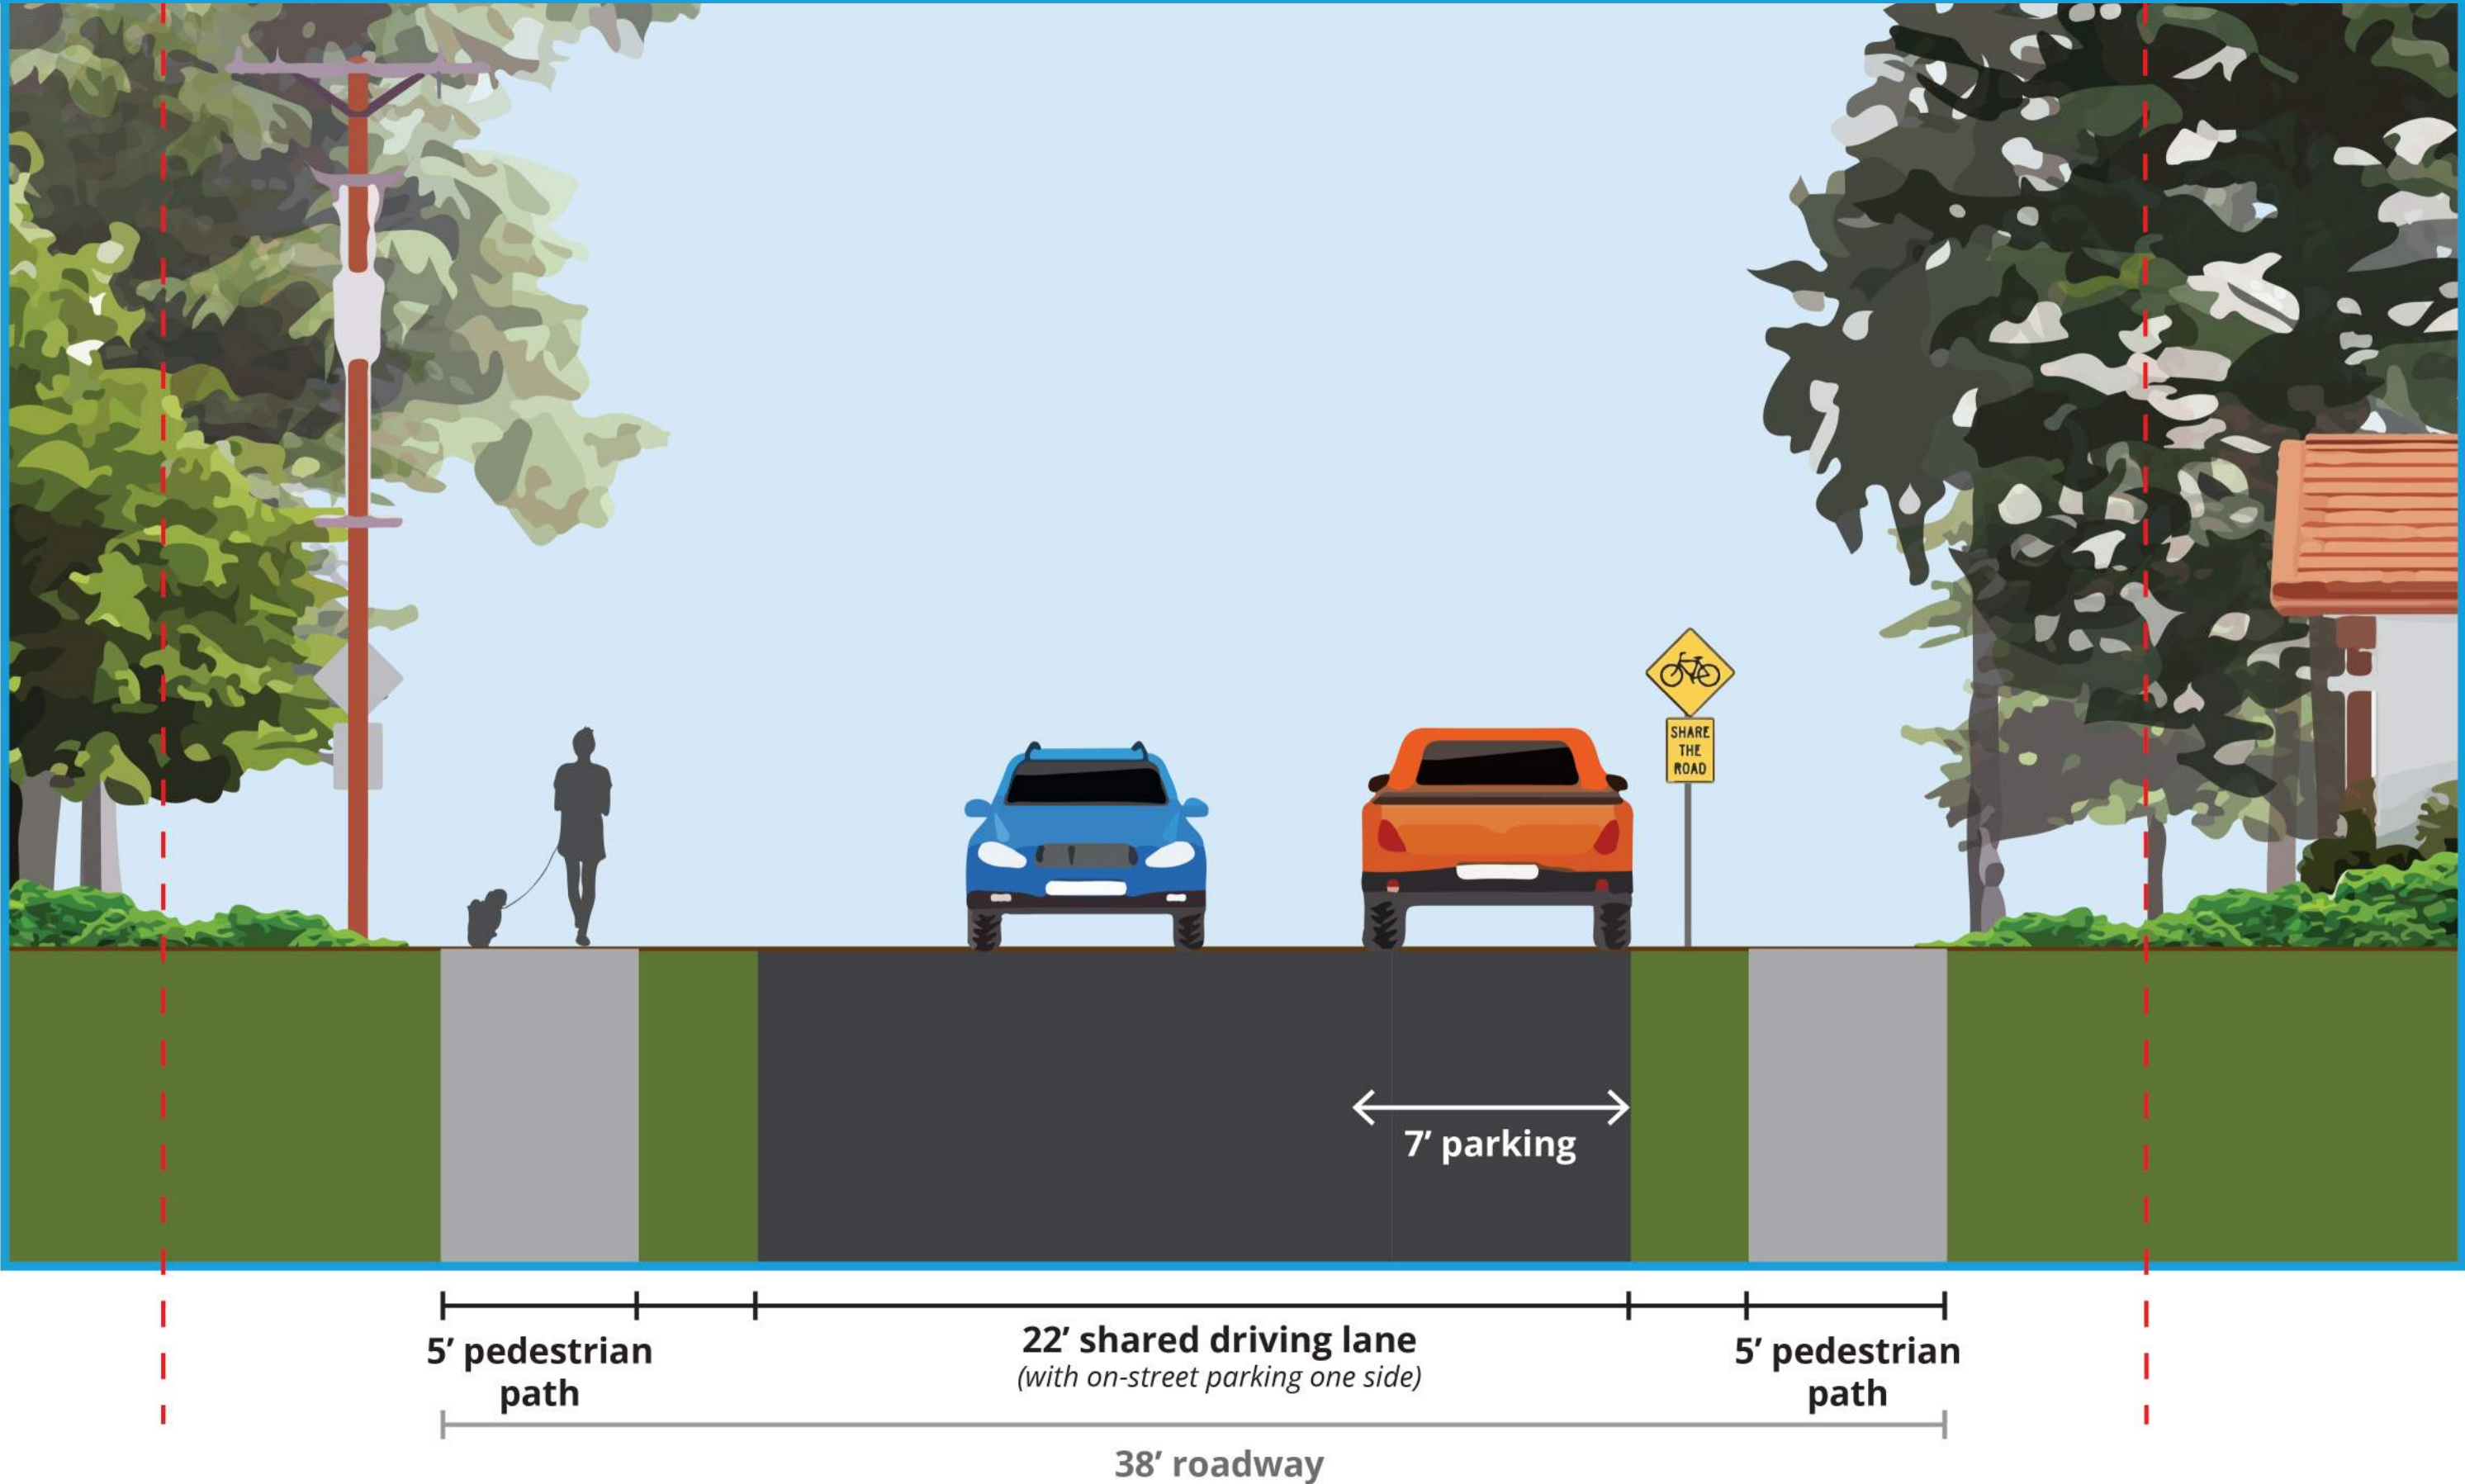 SHARE
THE
ROAD
7’ parking
5’ pedestrian
path
22’ shared driving lane
(with on-street parking one side)
5’ pedestrian
path
38’ roadway